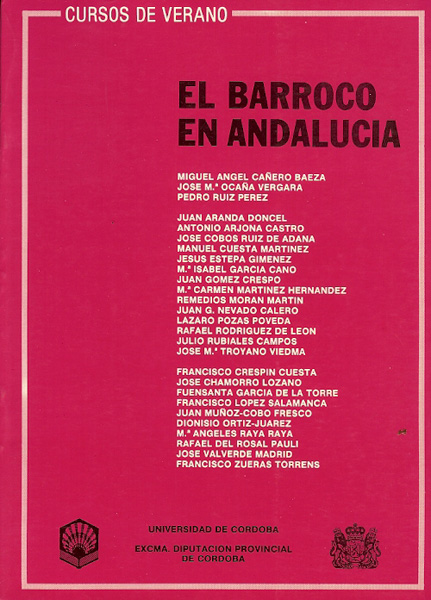 CURSOS DE VERANO
EL BARROCO
EN ANDALUCIA
MIGUEL ANGEL CAÑERO BAEZA
JOSE M.ª OCAÑA VERGARA
PEDRO RUIZ PEREZ
JUAN ARANDA DONCEL
ANTONIO ARJONA CASTRO
JOSE COBOS RUIZ DE ADANA
MANUEL CUESTA MARTINEZ
JESUS ESTEPA GIMENEZ
M.ª ISABEL GARCIA CANO
JUAN GOMEZ CRESPO
M.ª CARMEN MARTINEZ HERNANDEZ
REMEDIOS MORAN MARTIN
JUAN G. NEVADO CALERO
LAZARO POZAS POVEDA
RAFAEL RODRIGUEZ DE LEON
JULIO RUBIALES CAMPOS
JOSE M.ª TROYANO VIEDMA
FRANCISCO CRESPIN CUESTA
JOSE CHAMORRO LOZANO
FUENSANTA GARCIA DE LA TORRE
FRANCISCO LOPEZ SALAMANCA
JUAN MUÑOZ-COBO FRESCO
DIONISIO ORTIZ-JUAREZ
M.ª ANGELES RAYA RAYA
RAFAEL DEL ROSAL PAULI
JOSE VALVERDE MADRID
FRANCISCO ZUERAS TORRENS
UNIVERSIDAD DE CORDOBA
EXCMA. DIPUTACION PROVINCIAL
DE CORDOBA